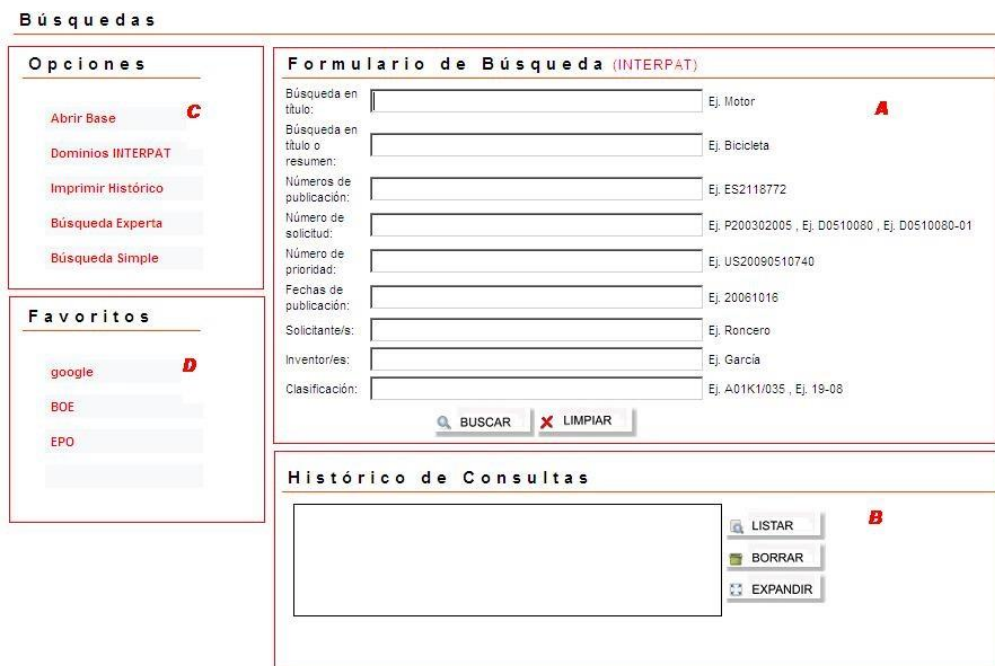 Búsquedas
Opciones
C
Abrir Base
Dominios INTERPAT
Imprimir Histórico
Búsqueda Experta
Búsqueda Simple
Favoritos
D
google
BOE
EPO
Formulario de Búsqueda (INTERPAT)
A
Búsqueda en
título:
Ej. Motor
Búsqueda en
título o
resumen:
Ej. Bicicleta
Números de
publicación:
Ej. ES2118772
Número de
solicitud:
Ej. P200302005 , Ej. D0510080 , Ej. D0510080-01
Número de
prioridad:
Ej. US20090510740
Fechas de
publicación:
Ej. 20061016
Solicitante/s:
Ej. Roncero
Inventor/es:
Ej. García
Clasificación:
Ej. A01K1/035 , Ej. 19-08
BUSCAR
LIMPIAR
Histórico de Consultas
B
LISTAR
BORRAR
EXPANDIR